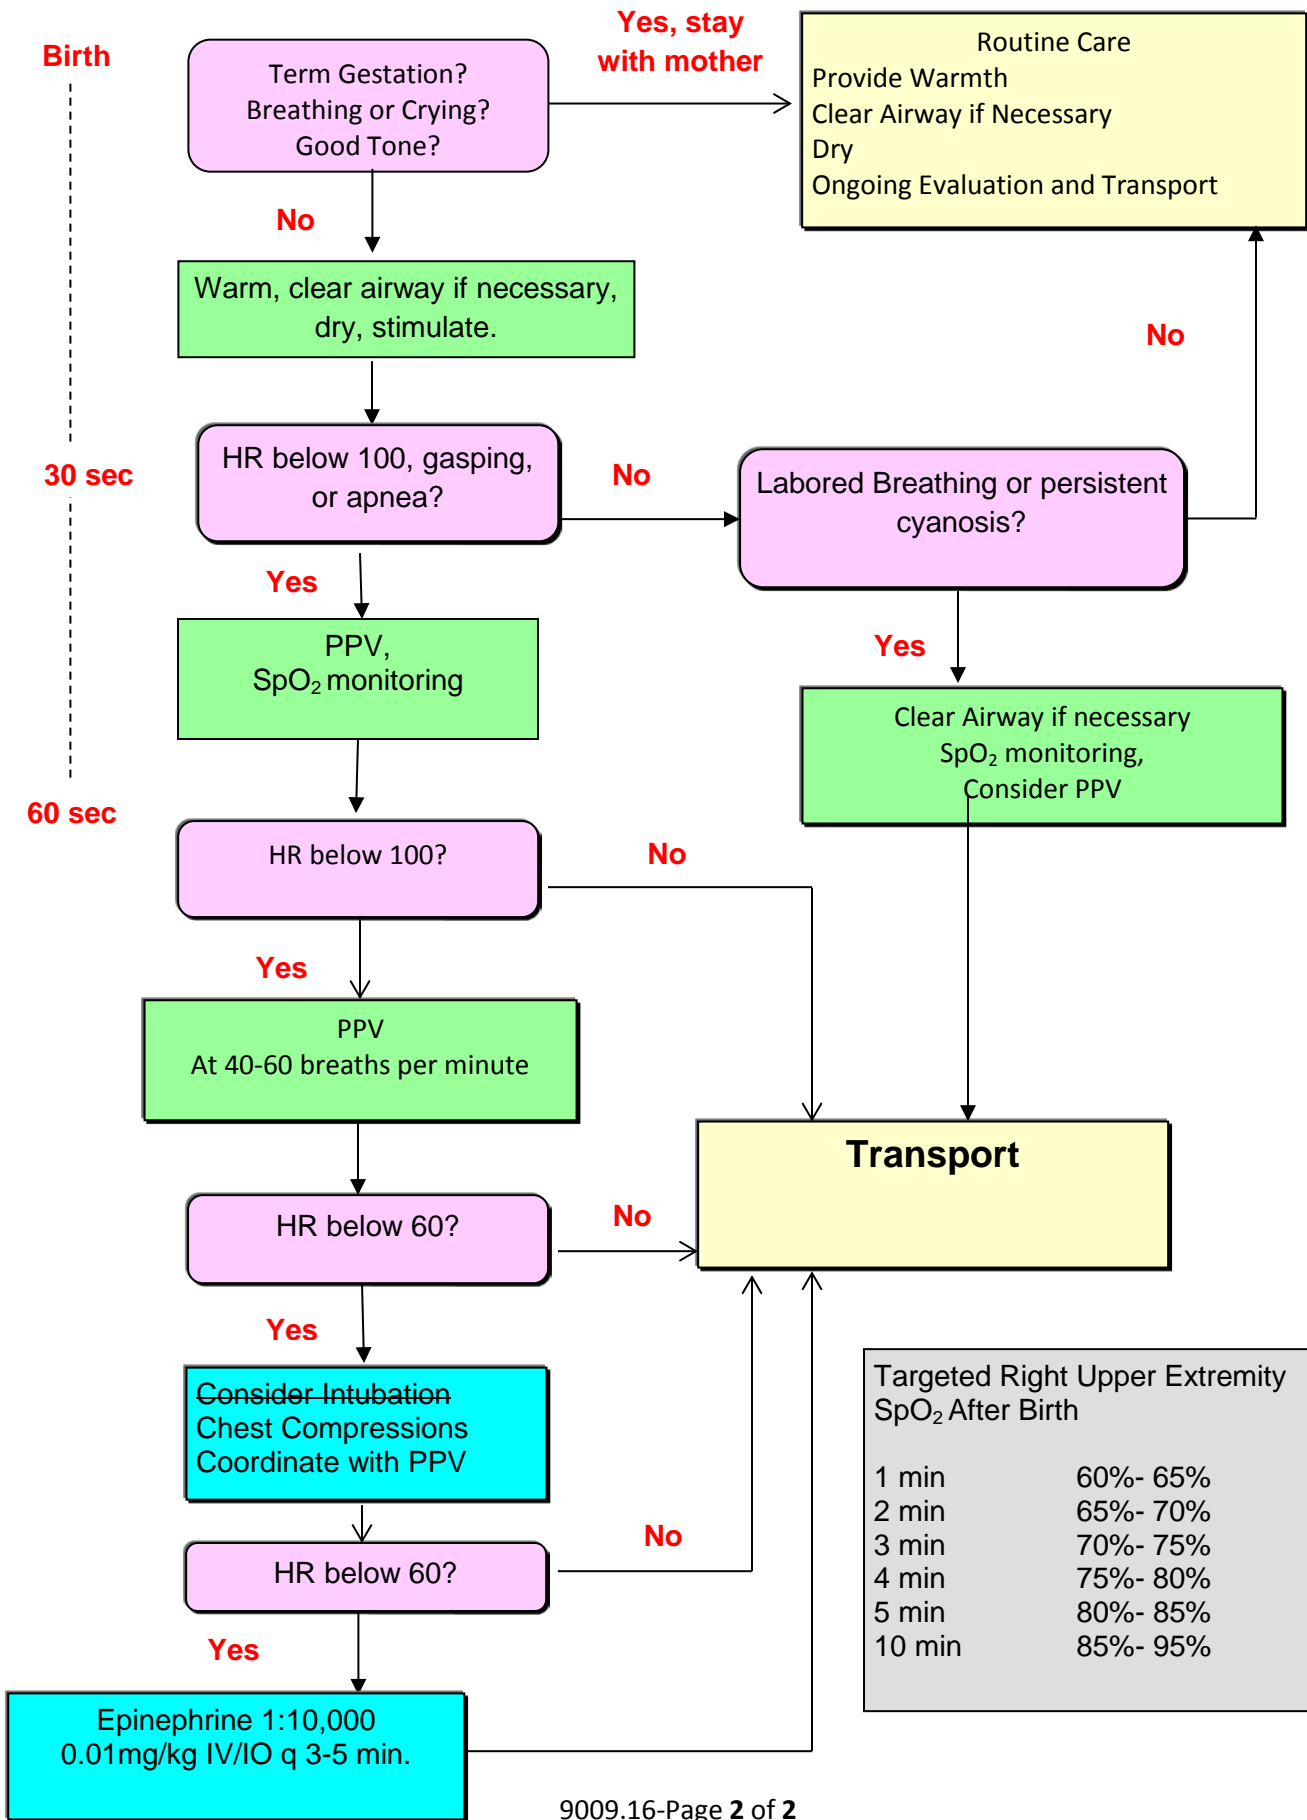 Birth
Term Gestation?
Breathing or Crying?
Good Tone?
Yes, stay
with mother
Routine Care
Provide Warmth
Clear Airway if Necessary
Dry
Ongoing Evaluation and Transport
No
Warm, clear airway if necessary,
dry, stimulate.
No
30 sec
HR below 100, gasping,
or apnea?
No
Labored Breathing or persistent
cyanosis?
Yes
PPV,
SpO₂ monitoring
Yes
Clear Airway if necessary
SpO₂ monitoring,
Consider PPV
60 sec
HR below 100?
No
Yes
PPV
At 40-60 breaths per minute
Transport
HR below 60?
No
Yes
Consider Intubation
Chest Compressions
Coordinate with PPV
HR below 60?
No
Yes
Epinephrine 1:10,000
0.01mg/kg IV/IO q 3-5 min.
Targeted Right Upper Extremity
SpO₂ After Birth
1 min 60%- 65%
2 min 65%- 70%
3 min 70%- 75%
4 min 75%- 80%
5 min 80%- 85%
10 min 85%- 95%
9009.16-Page 2 of 2